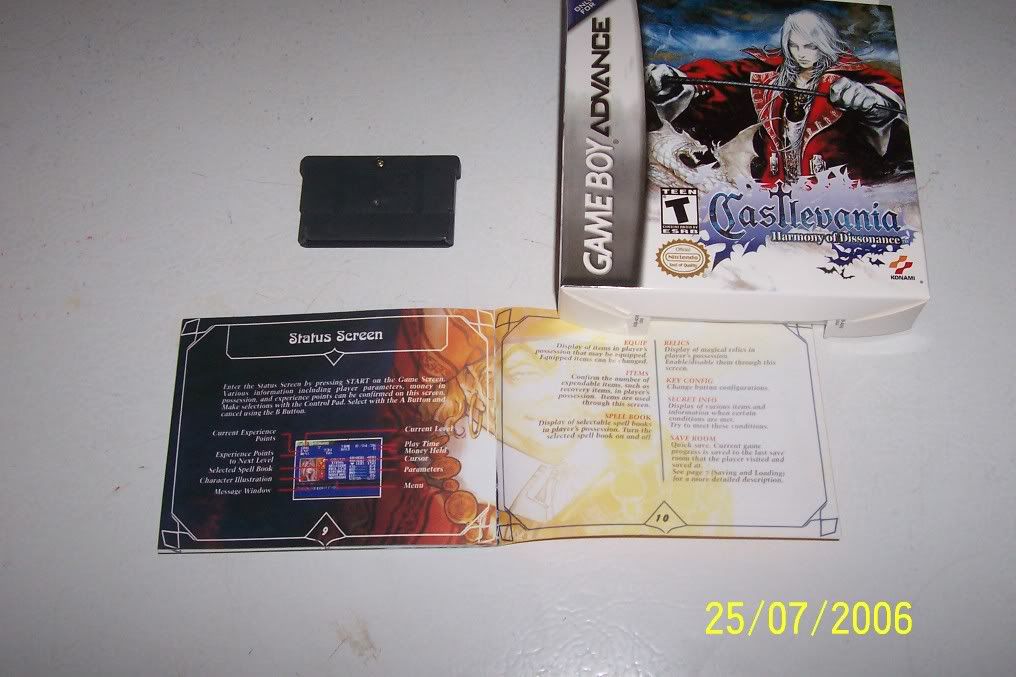 ONLY
FOR
GAME BOY ADVANCE
TEEN
T
CONTENT RATED BY
ESRB
Castlevania
Harmony of Dissonance
TM
Official
Nintendo
Seal of Quality
KONAMI
Status Screen
Enter the Status Screen by pressing START on the Game Screen.
Various information including player parameters, money in
possession, and experience points can be confirmed on this screen.
Make selections with the Control Pad. Select with the A Button and
cancel using the B Button.
Current Experience
Points
Experience Points
to Next Level
Selected Spell Book
Character Illustration
Message Window
Current Level
Play Time
Money Held
Cursor
Parameters
Menu
9
EQUIP
Display of items in player's
possession that may be equipped.
Equipped items can be changed.
ITEMS
Confirm the number of
expendable items, such as
recovery items in player's
possession. Items are used
through this screen.
SPELL BOOK
Display of selectable spell books
in player's possession. Turn the
selected spell book on and off
RELICS
Display of magical relics in
player's possession
Enable/disable them through this
screen.
KEY CONFIG
Change button configurations.
SECRET INFO
Display of various items and
information when certain
conditions are met.
Try to meet these conditions.
SAVE ROOM
Quick save. Current game
progress is saved to the last save
room that the player visited and
saved at.
See page 7 (Saving and Loading)
for a more detailed description.
10
25/07/2006